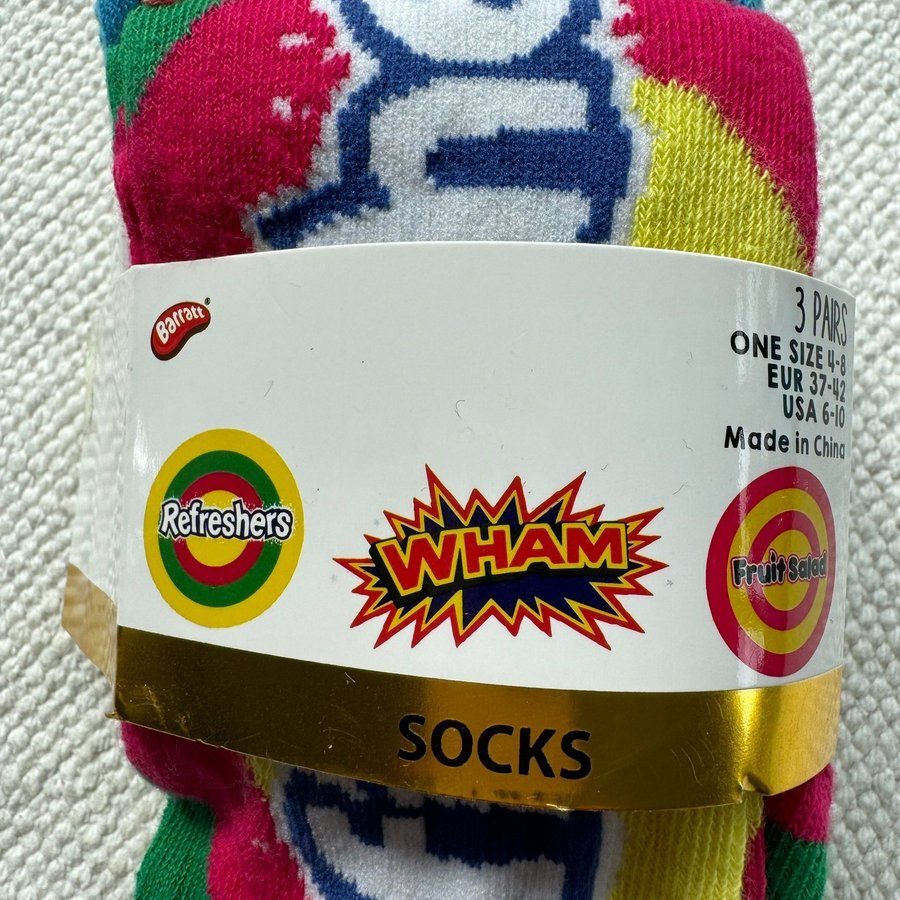 Barratt®
3 PAIRS
ONE SIZE 4-8
EUR 37-42
USA 6-10
Made in China
Refreshers
WHAM
Fruit Salad
SOCKS